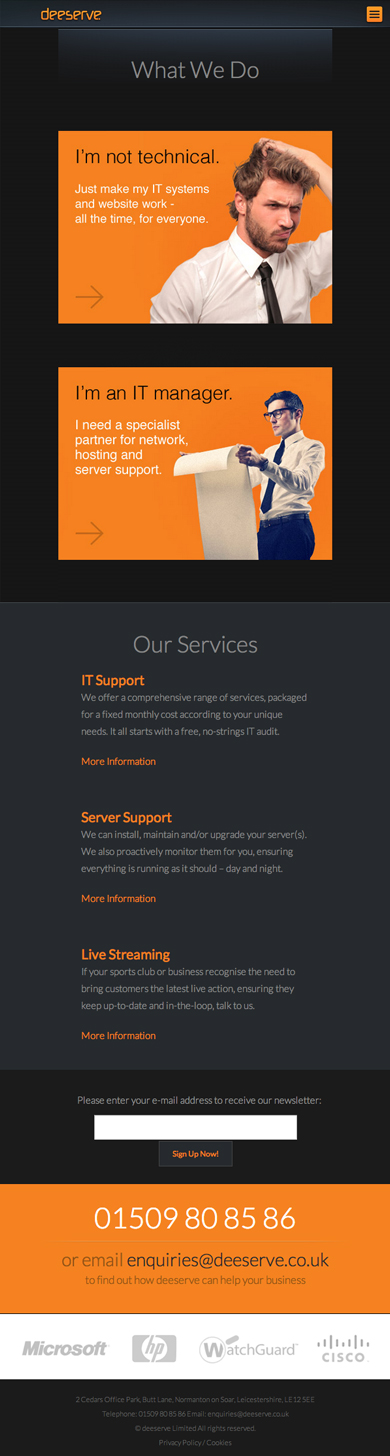 deeserve
What We Do
I'm not technical.
Just make my IT systems
and website work -
all the time, for everyone.
I'm an IT manager.
I need a specialist
partner for network,
hosting and
server support.
Our Services
IT Support
We offer a comprehensive range of services, packaged
for a fixed monthly cost according to your unique
needs. It all starts with a free, no-strings IT audit.
More Information
Server Support
We can install, maintain and/or upgrade your server(s).
We also proactively monitor them for you, ensuring
everything is running as it should – day and night.
More Information
Live Streaming
If your sports club or business recognise the need to
bring customers the latest live action, ensuring they
keep up-to-date and in-the-loop, talk to us.
More Information
Please enter your e-mail address to receive our newsletter:
Sign Up Now!
01509 80 85 86
or email enquiries@deeserve.co.uk
to find out how deeserve can help your business
Microsoft hp WatchGuard CISCO
2 Cedars Office Park, Butt Lane, Normanton on Soar, Leicestershire, LE12 5EE
Telephone: 01509 80 85 86 Email: enquiries@deeserve.co.uk
© deeserve Limited All rights reserved.
Privacy Policy / Cookies